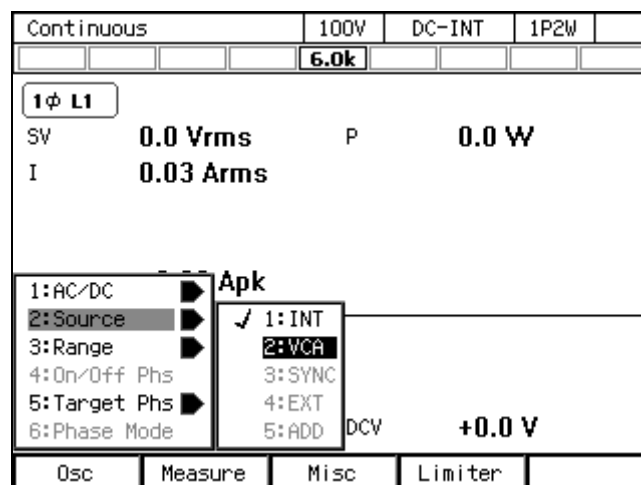 Continuous 100V DC-INT 1P2W
6.0k
1ϕ L1
SV 0.0 Vrms P 0.0 W
I 0.03 Arms
Apk
1:AC/DC
2:Source
3:Range
4:On/Off Phs
5:Target Phs
6:Phase Mode
✓ 1:INT
2:VCA
3:SYNC
4:EXT
5:ADD
DCV +0.0 V
Osc Measure Misc Limiter